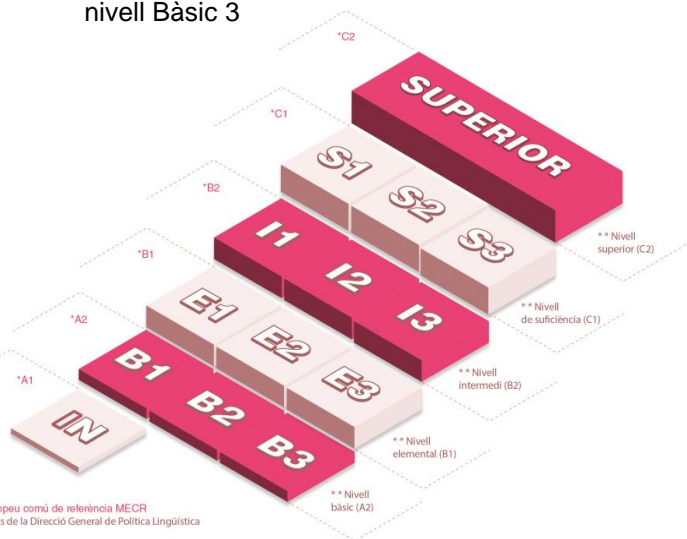 nivell Bàsic 3
*C2
SUPERIOR
*C1
S1
S2
S3
** Nivell
superior (C2)
*B2
I1
I2
I3
** Nivell
de suficiència (C1)
*B1
E1
E2
E3
** Nivell
intermedi (B2)
*A2
B1
B2
B3
** Nivell
elemental (B1)
*A1
IN
** Nivell
bàsic (A2)
comú de referència MECR
de la Direcció General de Política Lingüística